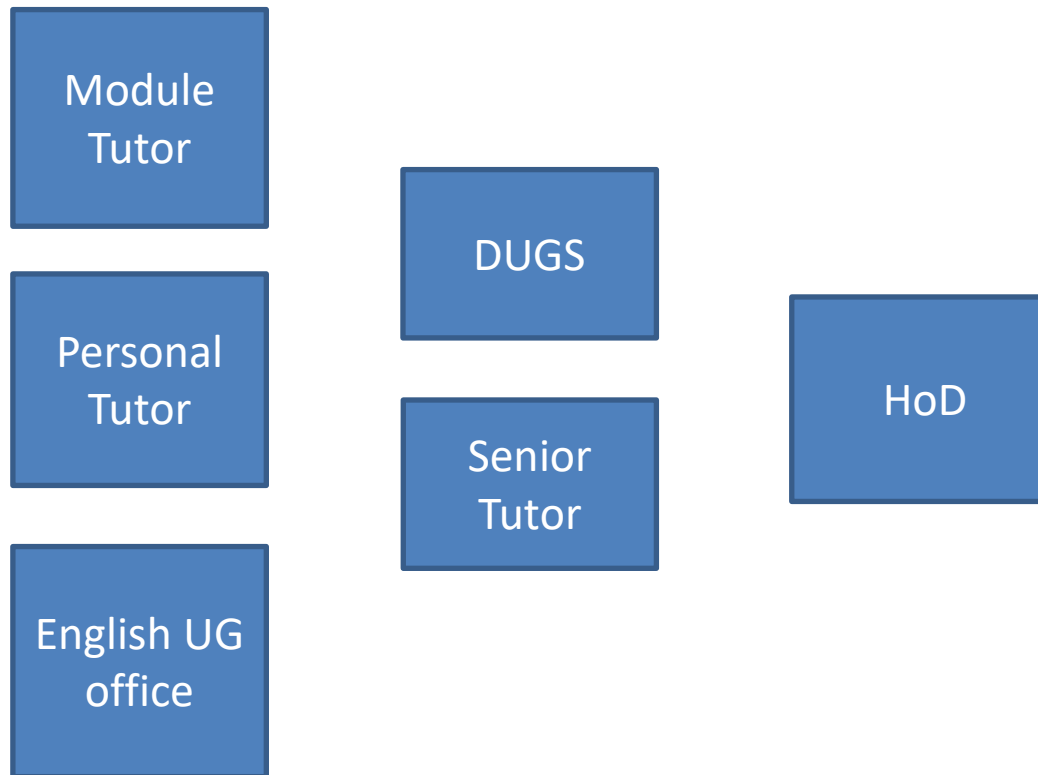 Module
Tutor
Personal
Tutor
English UG
office
DUGS
Senior
Tutor
HoD